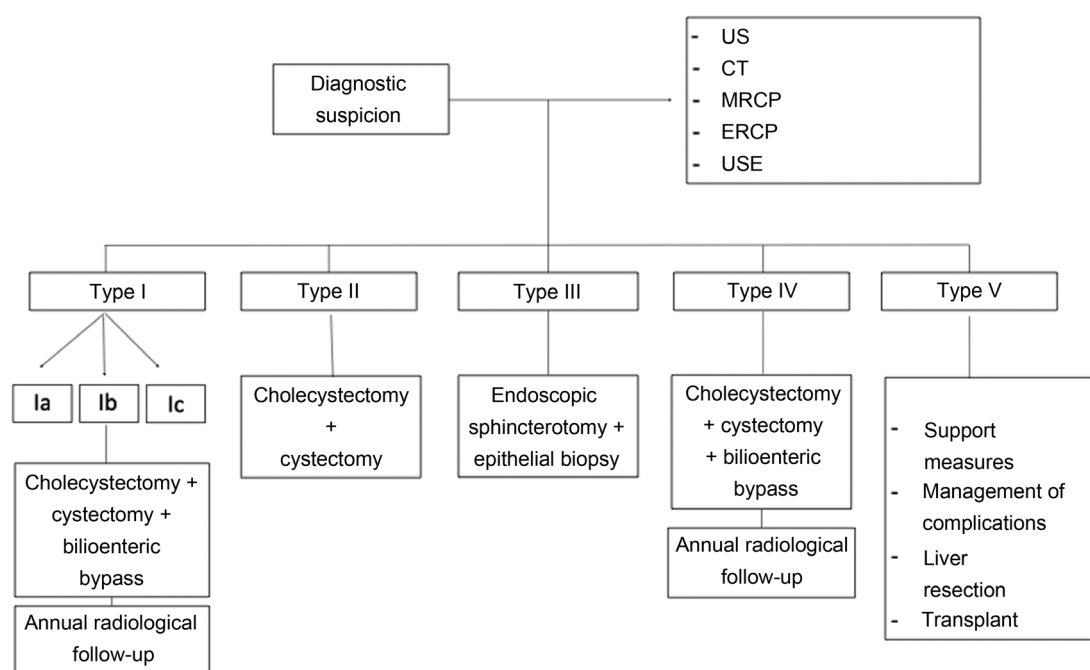 Diagnostic
suspicion
- US
- CT
- MRCP
- ERCP
- USE
Type I
Type II
Type III
Type IV
Type V
Ia
Ib
Ic
Cholecystectomy +
cystectomy +
bilioenteric
bypass
Annual radiological
follow-up
Cholecystectomy
+
cystectomy
Endoscopic
sphincterotomy +
epithelial biopsy
Cholecystectomy
+ cystectomy
+ bilioenteric
bypass
Annual radiological
follow-up
- Support
measures
- Management of
complications
- Liver
resection
- Transplant